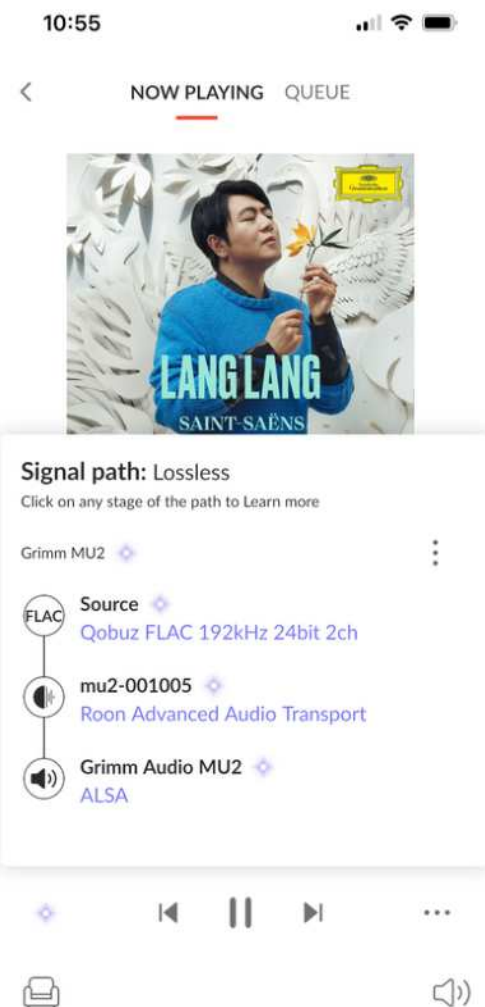 10:55
NOW PLAYING QUEUE
LANG LANG
SAINT-SAËNS
Signal path: Lossless
Click on any stage of the path to Learn more
Grimm MU2
FLAC
Source
Qobuz FLAC 192kHz 24bit 2ch
mu2-001005
Roon Advanced Audio Transport
Grimm Audio MU2
ALSA